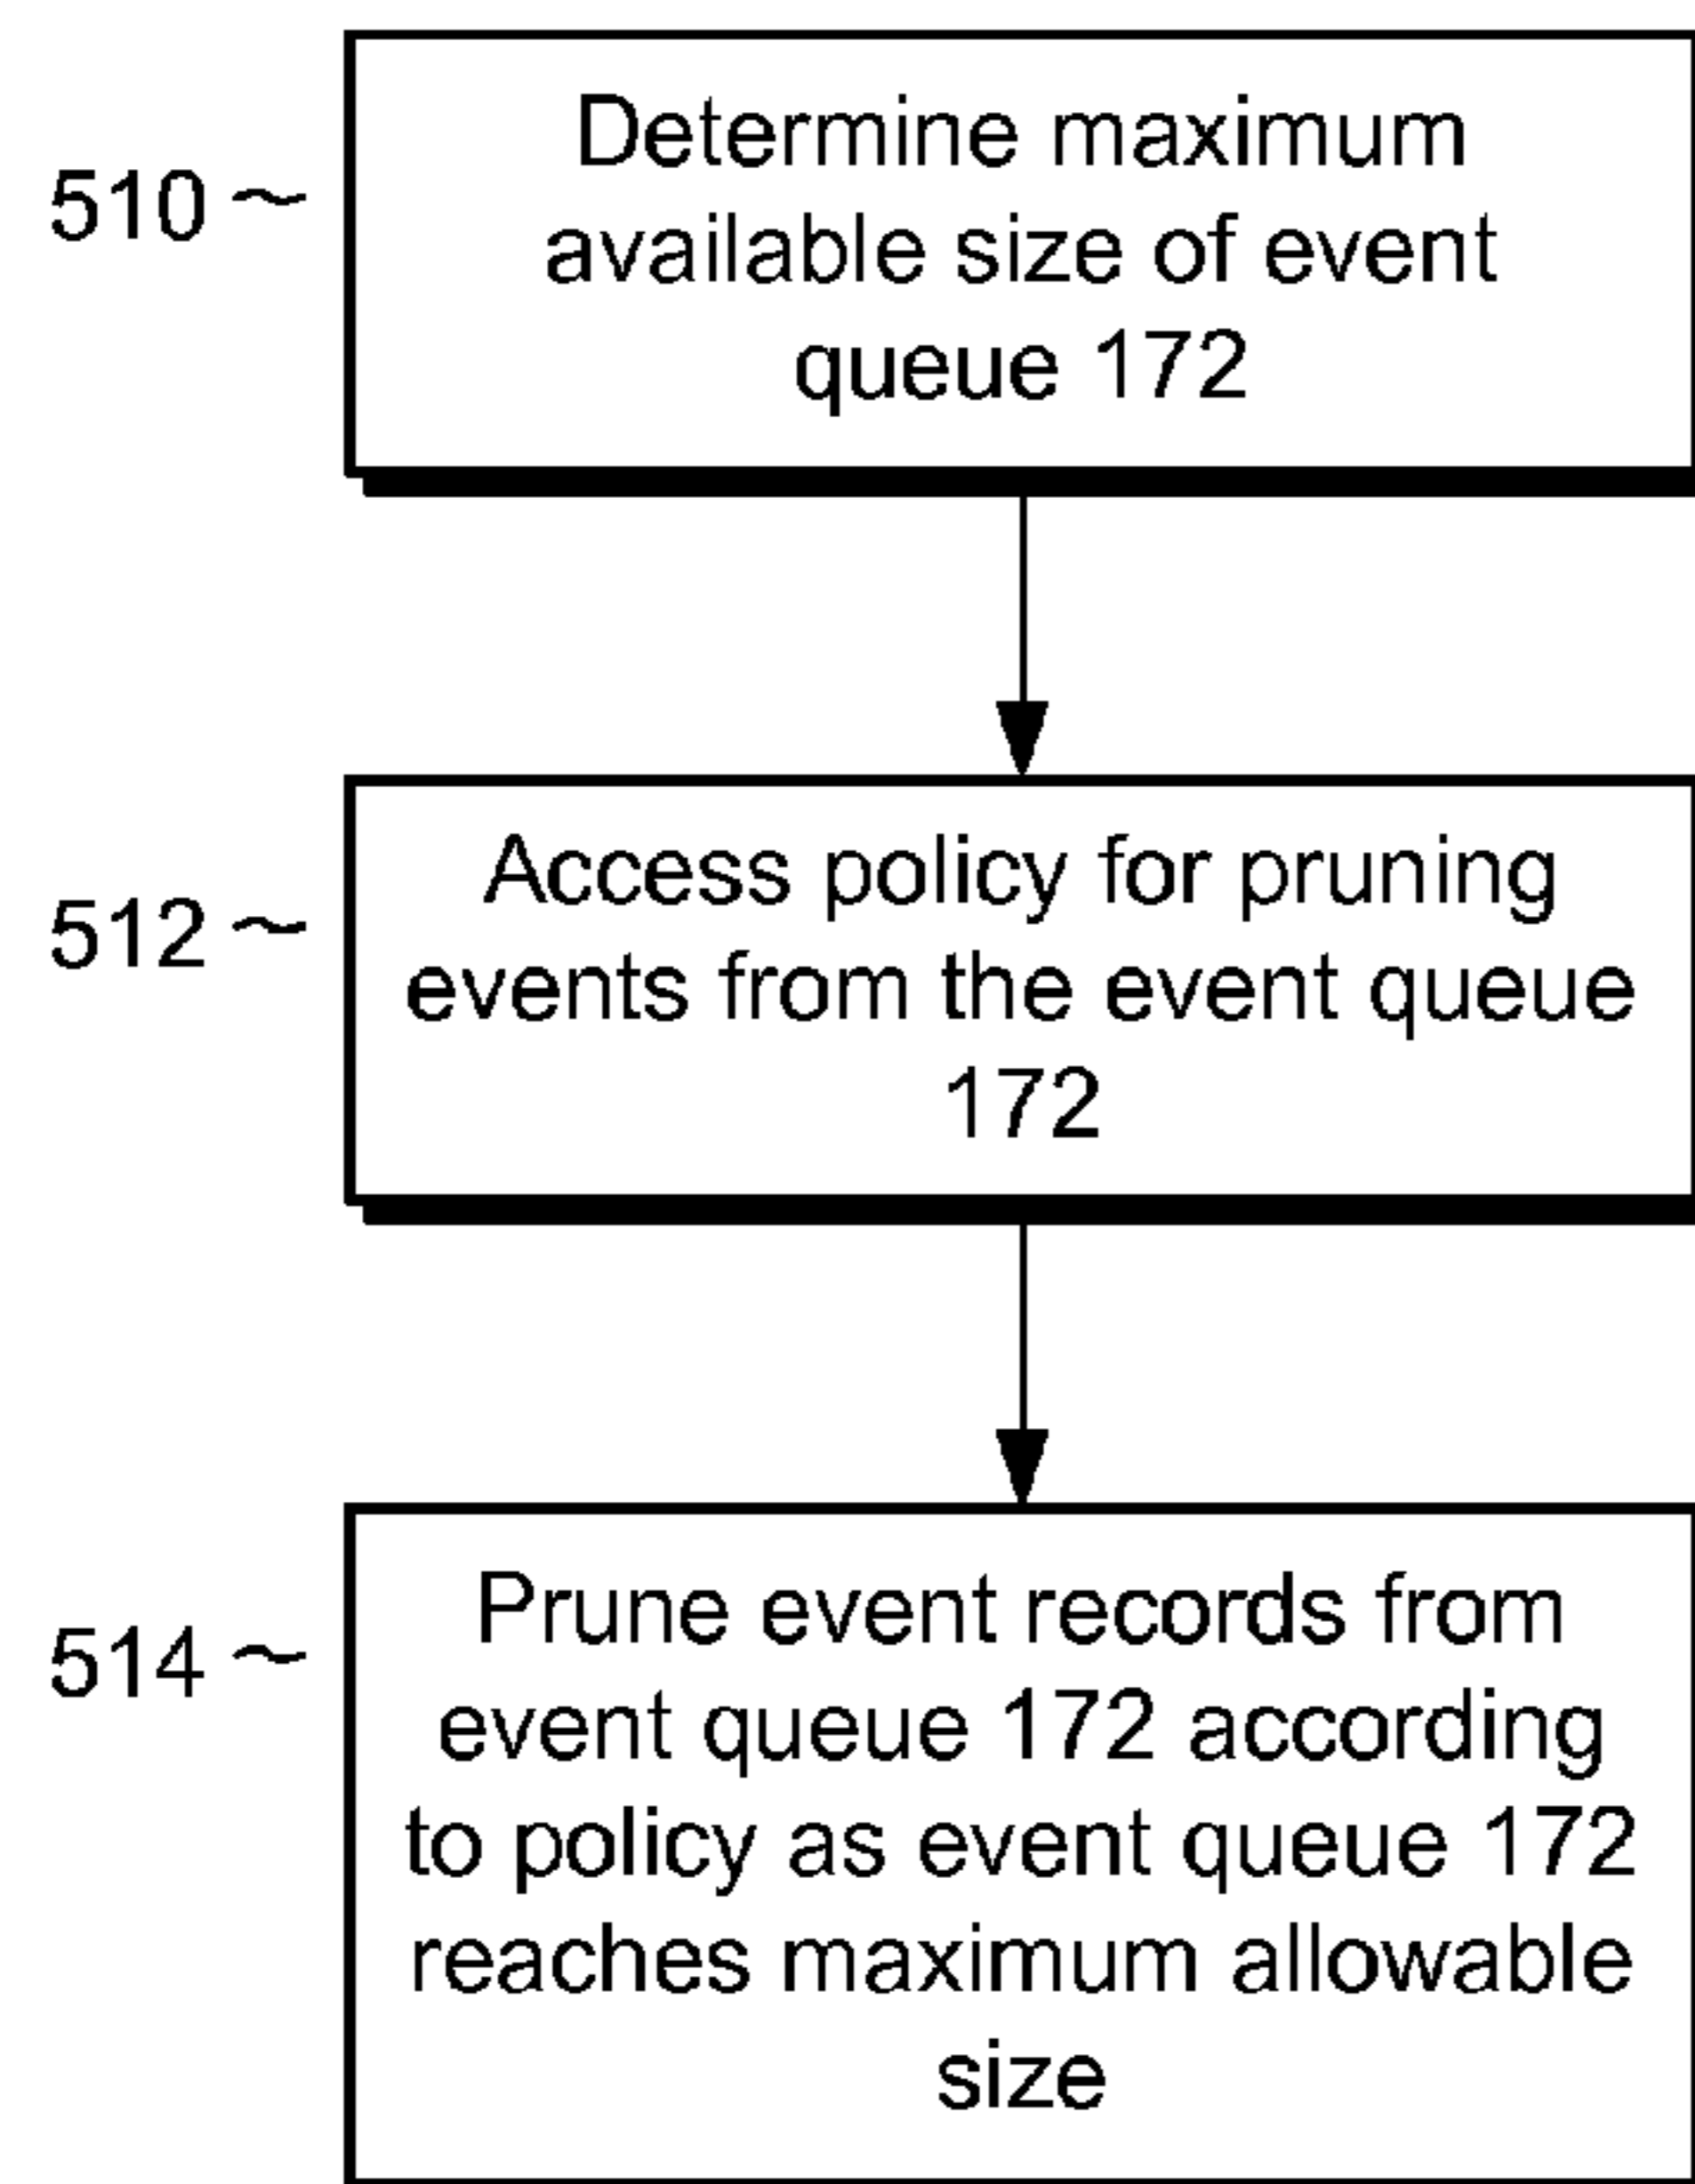 510 ~
Determine maximum
available size of event
queue 172
512 ~
Access policy for pruning
events from the event queue
172
514 ~
Prune event records from
event queue 172 according
to policy as event queue 172
reaches maximum allowable
size